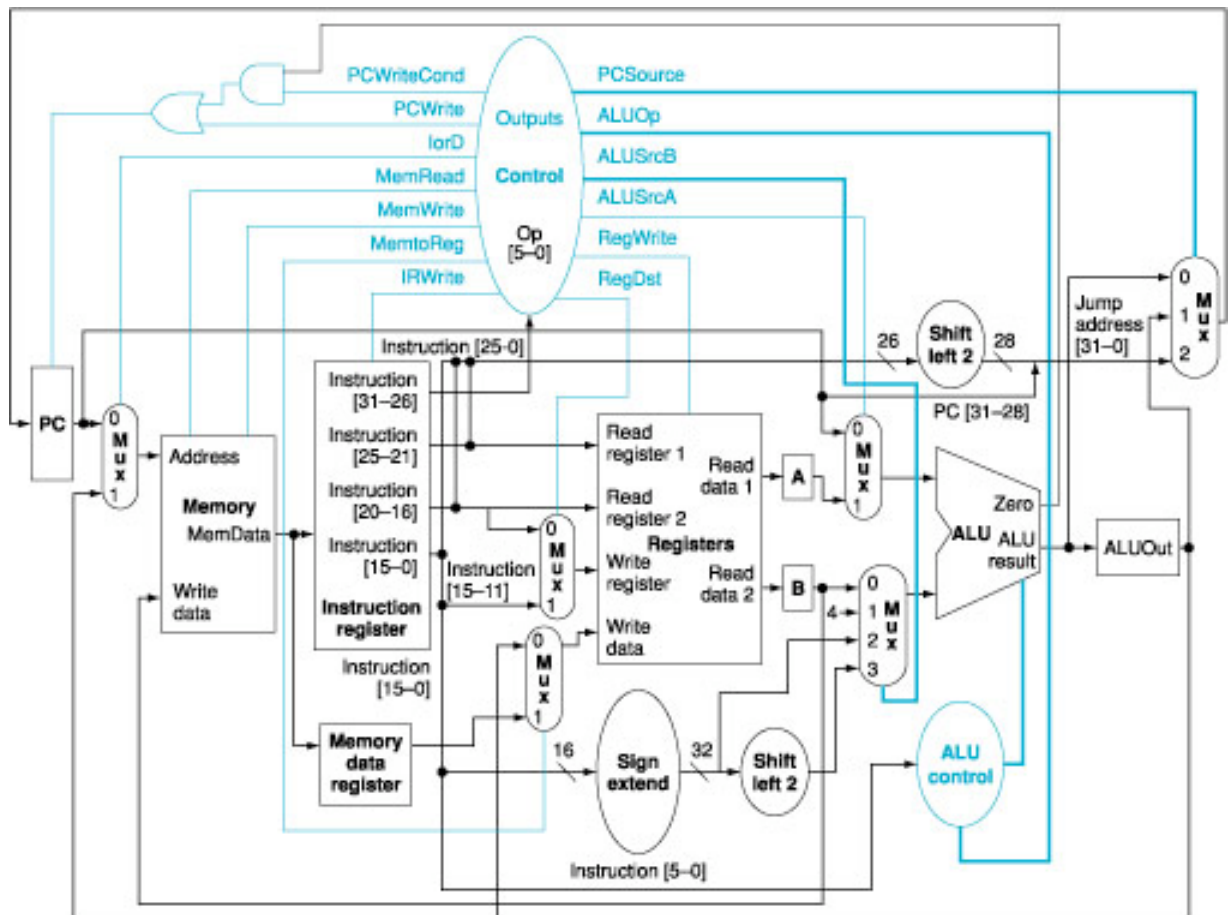 PCWriteCond
PCWrite
IorD
MemRead
MemWrite
MemtoReg
IRWrite
Outputs
Control
Op
[5–0]
PCSource
ALUOp
ALUSrcB
ALUSrcA
RegWrite
RegDst
PC
0
M
u
x
1
Address
Memory
MemData
Write
data
Instruction [25-0]
Instruction
[31–26]
Instruction
[25–21]
Instruction
[20–16]
Instruction
[15–0]
Instruction
register
Instruction
[15–11]
Instruction
[15–0]
Memory
data
register
0
M
u
x
1
0
M
u
x
1
Read
register 1
Read
register 2
Registers
Write
register
Write
data
Read
data 1
Read
data 2
A
B
16
Sign
extend
32
Shift
left 2
Instruction [5–0]
0
M
u
x
1
4
0
1
2
3
M
u
x
26
Shift
left 2
28
PC [31–28]
Jump
address
[31–0]
0
1
2
M
u
x
Zero
ALU
ALU
result
ALUOut
ALU
control